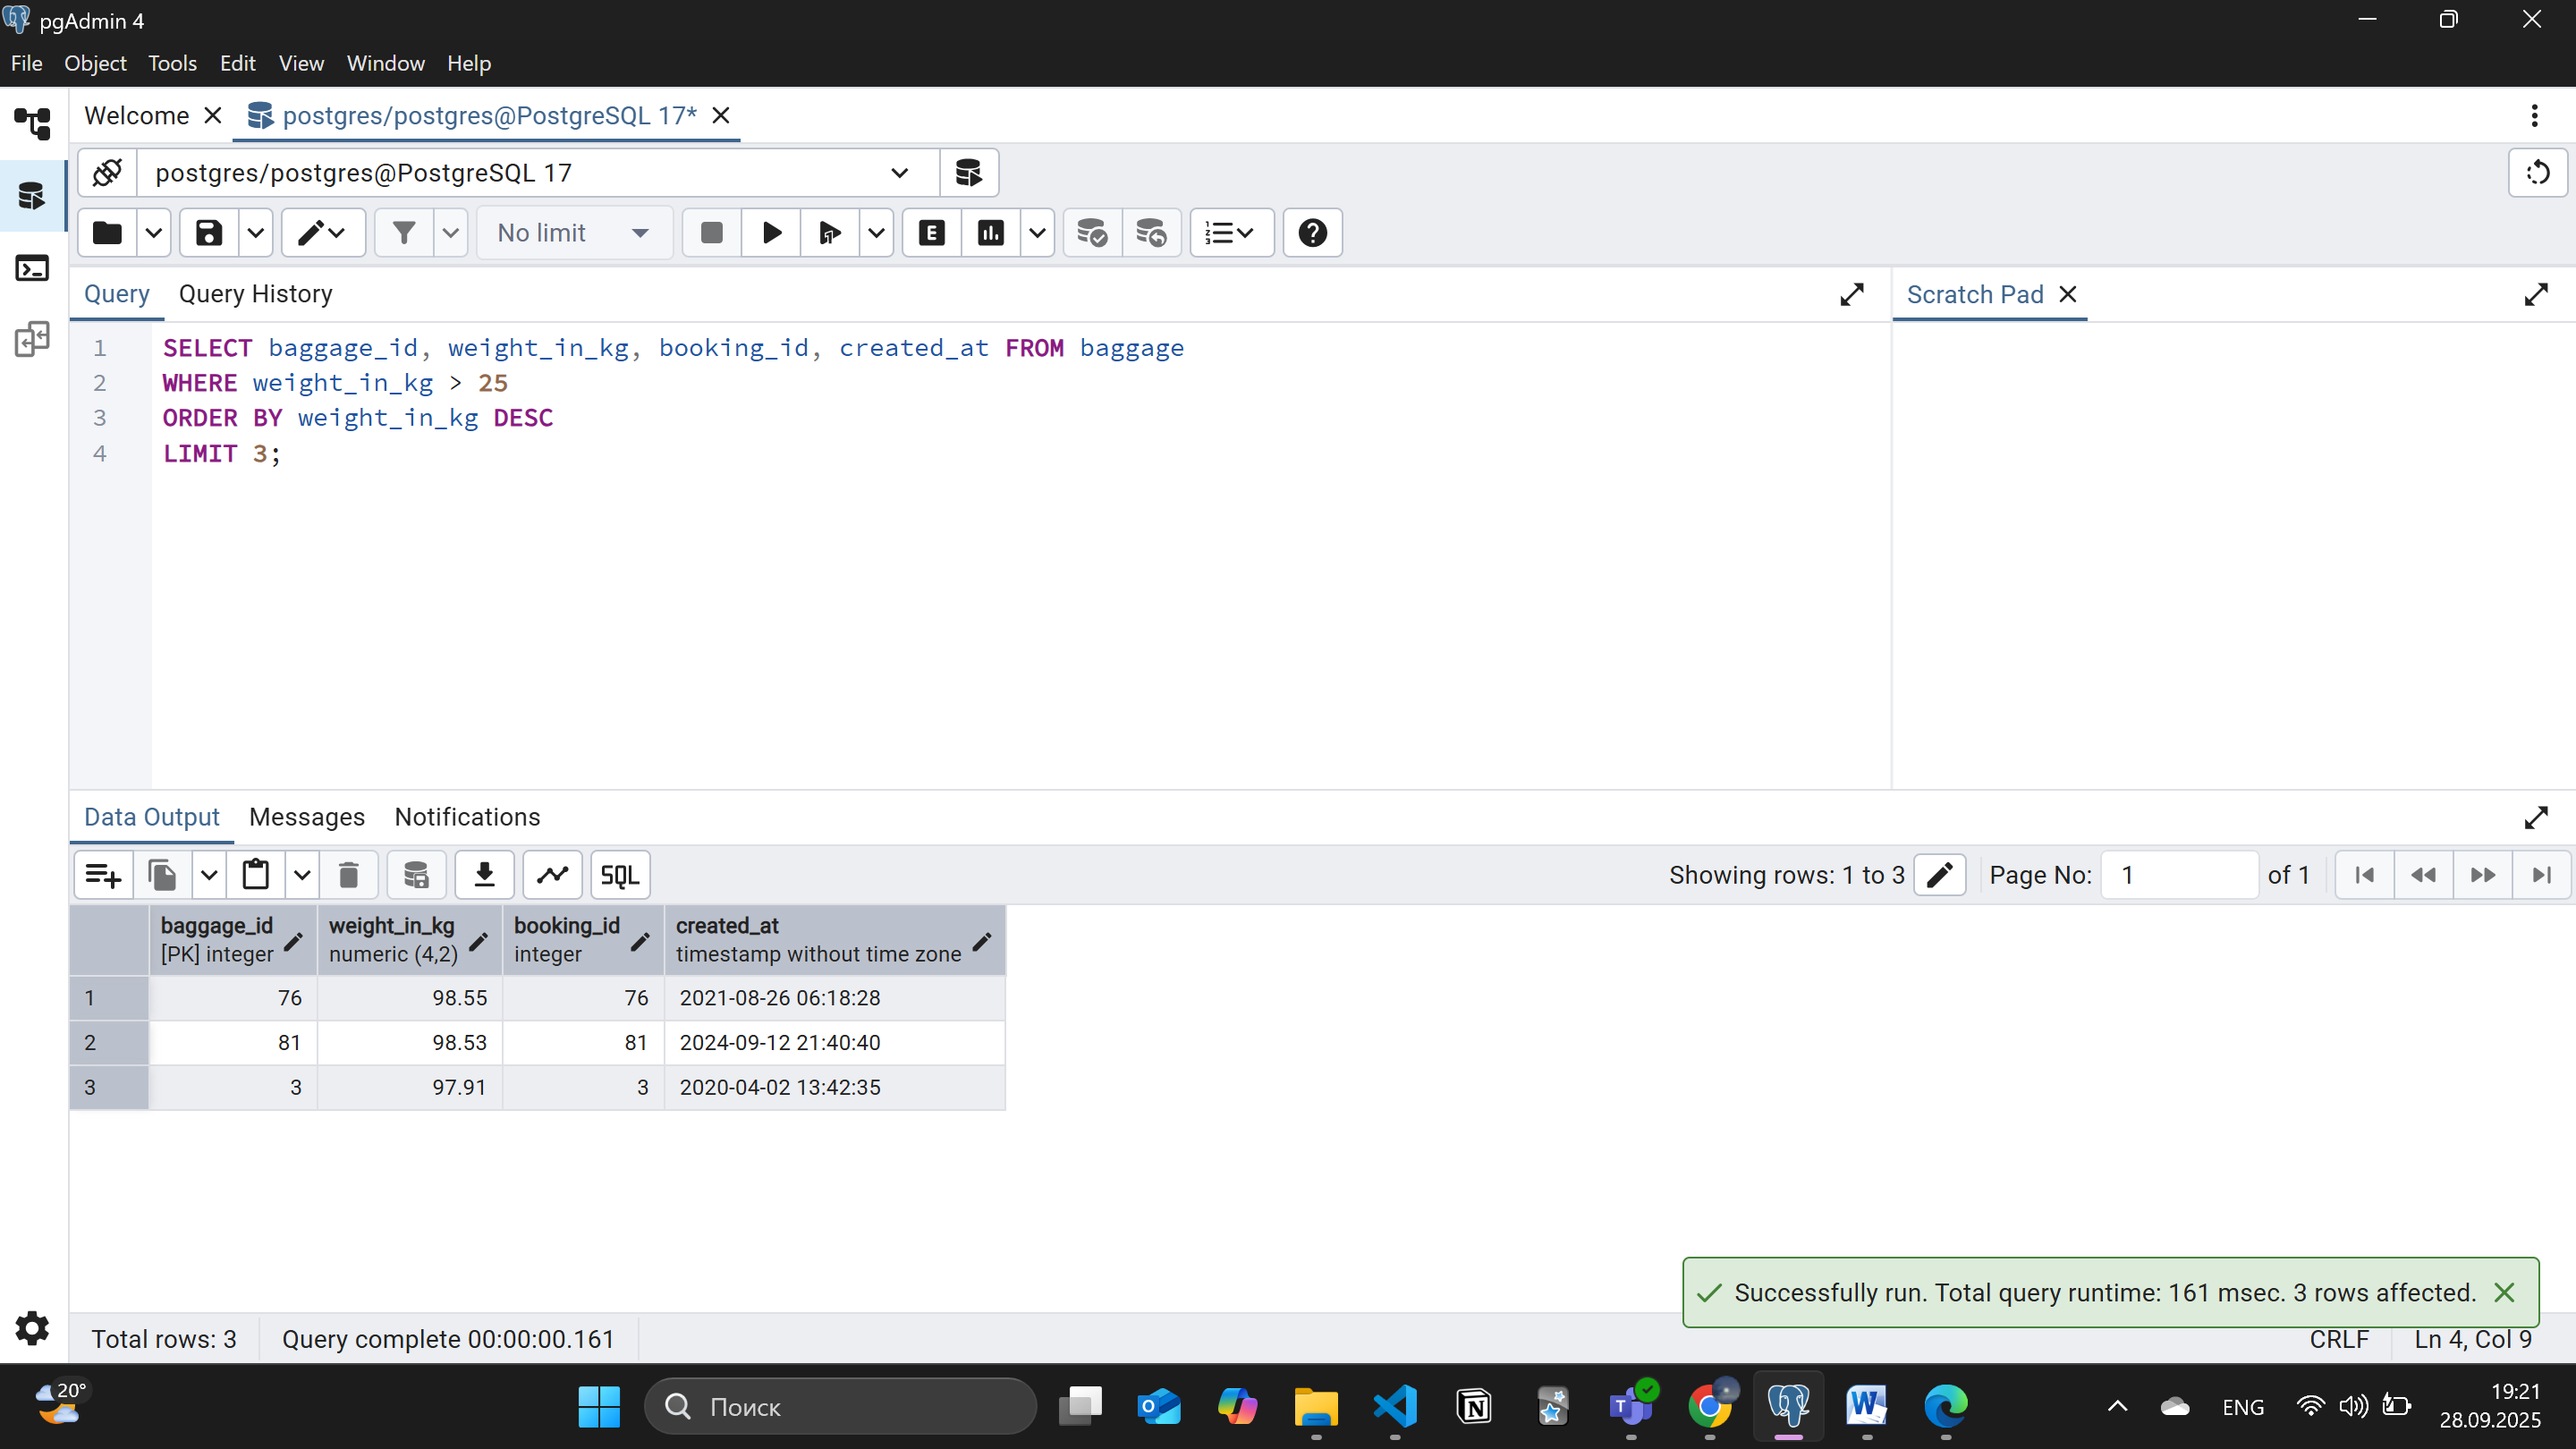 pgAdmin 4
File Object Tools Edit View Window Help
Welcome postgres/postgres@PostgreSQL 17*
postgres/postgres@PostgreSQL 17
No limit
Query Query History
Scratch Pad
1 SELECT baggage_id, weight_in_kg, booking_id, created_at FROM baggage
2 WHERE weight_in_kg > 25
3 ORDER BY weight_in_kg DESC
4 LIMIT 3;
Data Output Messages Notifications
SQL Showing rows: 1 to 3 Page No: 1 of 1
baggage_id weight_in_kg booking_id created_at
[PK] integer numeric (4,2) integer timestamp without time zone
1 76 98.55 76 2021-08-26 06:18:28
2 81 98.53 81 2024-09-12 21:40:40
3 3 97.91 3 2020-04-02 13:42:35
Successfully run. Total query runtime: 161 msec. 3 rows affected.
Total rows: 3 Query complete 00:00:00.161 CRLF Ln 4, Col 9
20° Поиск ENG 19:21
28.09.2025